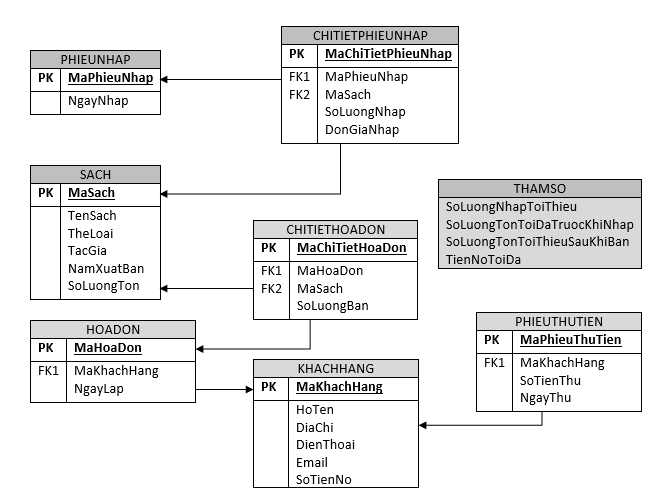 PHIEUNHAP
PK MaPhieuNhap
NgayNhap
CHITIETPHIEUNHAP
PK MaChiTietPhieuNhap
FK1 MaPhieuNhap
FK2 MaSach
SoLuongNhap
DonGiaNhap
SACH
PK MaSach
TenSach
TheLoai
TacGia
NamXuatBan
SoLuongTon
CHITIETHOADON
PK MaChiTietHoaDon
FK1 MaHoaDon
FK2 MaSach
SoLuongBan
THAMSO
SoLuongNhapToiThieu
SoLuongTonToiDaTruocKhiNhap
SoLuongTonToiThieuSauKhiBan
TienNoToiDa
HOADON
PK MaHoaDon
FK1 MaKhachHang
NgayLap
KHACHHANG
PK MaKhachHang
HoTen
DiaChi
DienThoai
Email
SoTienNo
PHIEUTHUTIEN
PK MaPhieuThuTien
FK1 MaKhachHang
SoTienThu
NgayThu